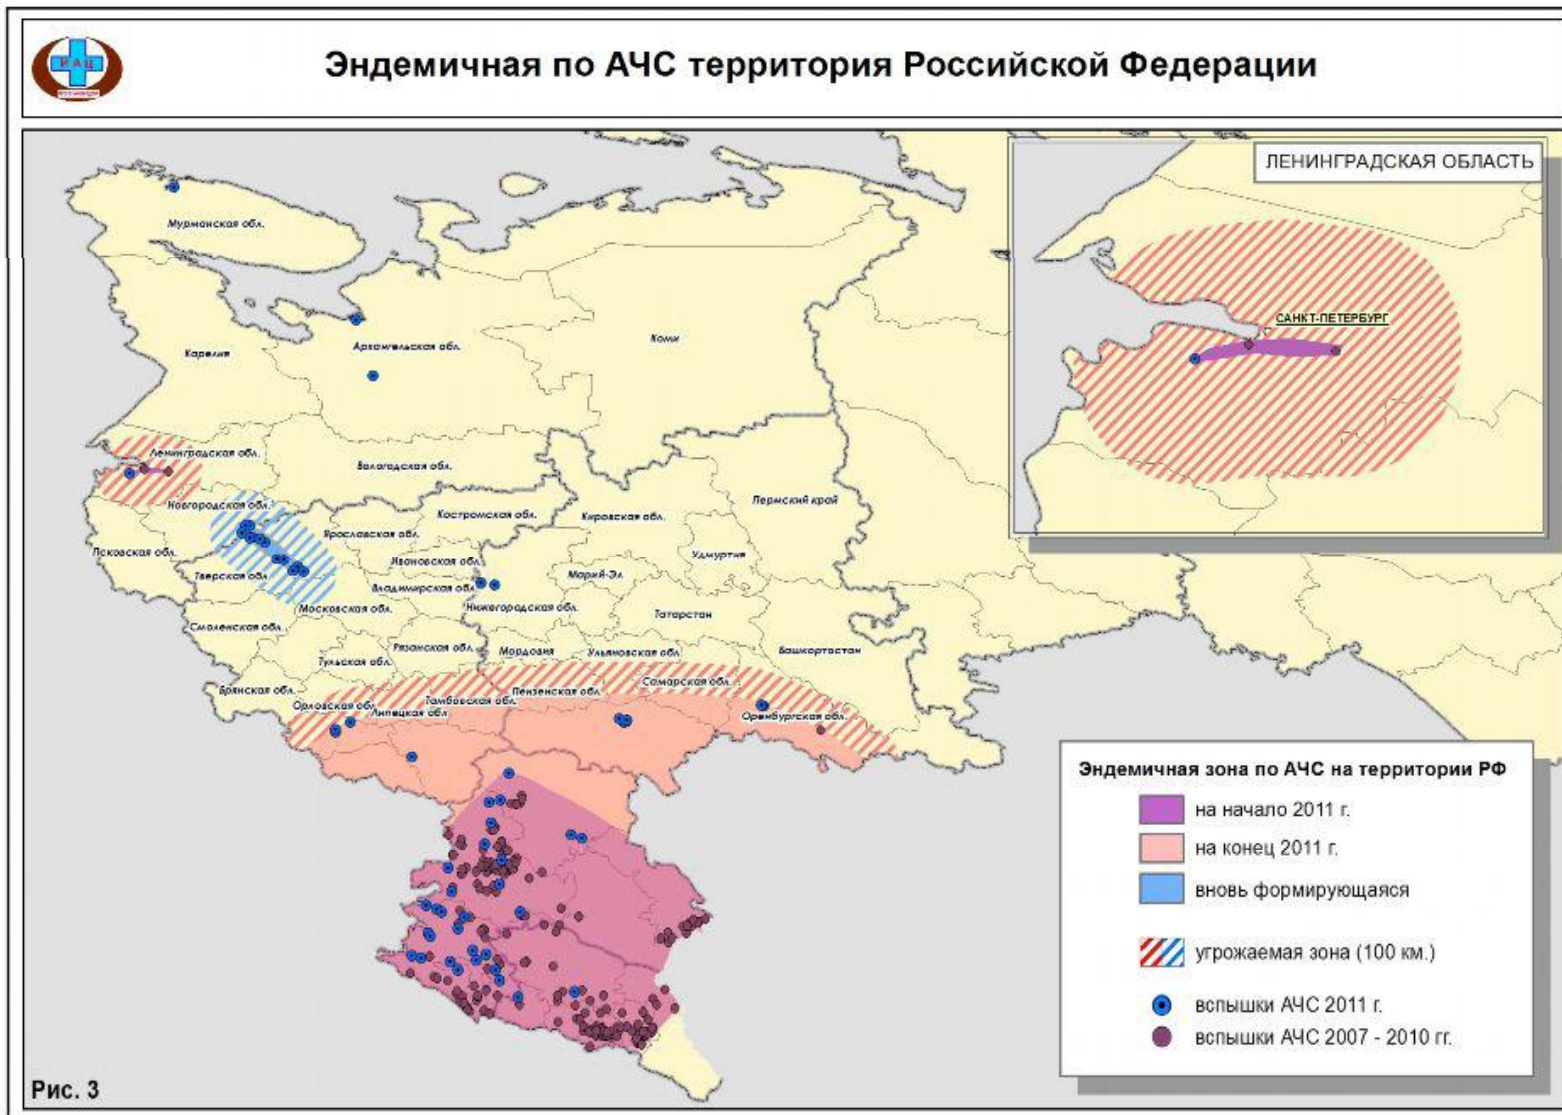 ИАЦ
Эндемичная по АЧС территория Российской Федерации
ЛЕНИНГРАДСКАЯ ОБЛАСТЬ
САНКТ-ПЕТЕРБУРГ
Мурманская обл.
Карелия
Архангельская обл.
Коми
Ленинградская обл.
Вологодская обл.
Новгородская обл.
Костромская обл.
Кировская обл.
Пермский край
Псковская обл.
Ярославская обл.
Ивановская обл.
Удмуртия
Тверская обл.
Владимирская обл.
Марий-Эл
Московская обл.
Нижегородская обл.
Татарстан
Смоленская обл.
Рязанская обл.
Мордовия
Ульяновская обл.
Башкортостан
Тульская обл.
Брянская обл.
Пензенская обл.
Самарская обл.
Орловская обл.
Липецкая обл.
Тамбовская обл.
Оренбургская обл.
Эндемичная зона по АЧС на территории РФ
на начало 2011 г.
на конец 2011 г.
вновь формирующаяся
угрожаемая зона (100 км.)
вспышки АЧС 2011 г.
вспышки АЧС 2007 - 2010 гг.
Рис. 3